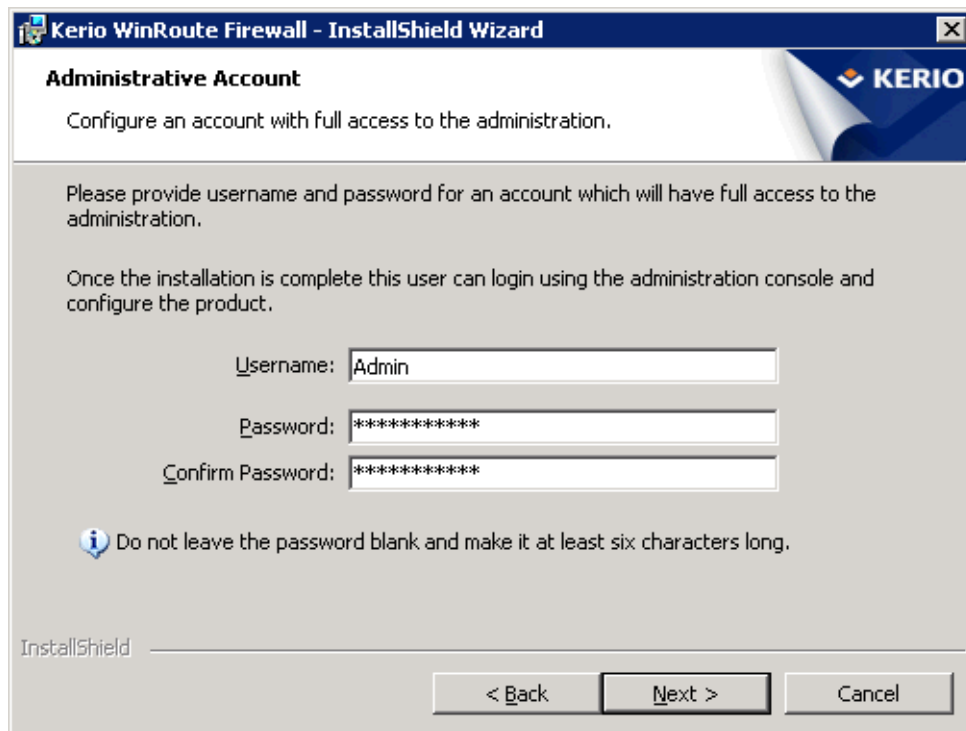 Kerio WinRoute Firewall - InstallShield Wizard
Administrative Account
KERIO
Configure an account with full access to the administration.
Please provide username and password for an account which will have full access to the
administration.
Once the installation is complete this user can login using the administration console and
configure the product.
Username: Admin
Password: ***********
Confirm Password: ***********
Do not leave the password blank and make it at least six characters long.
InstallShield
< Back Next > Cancel